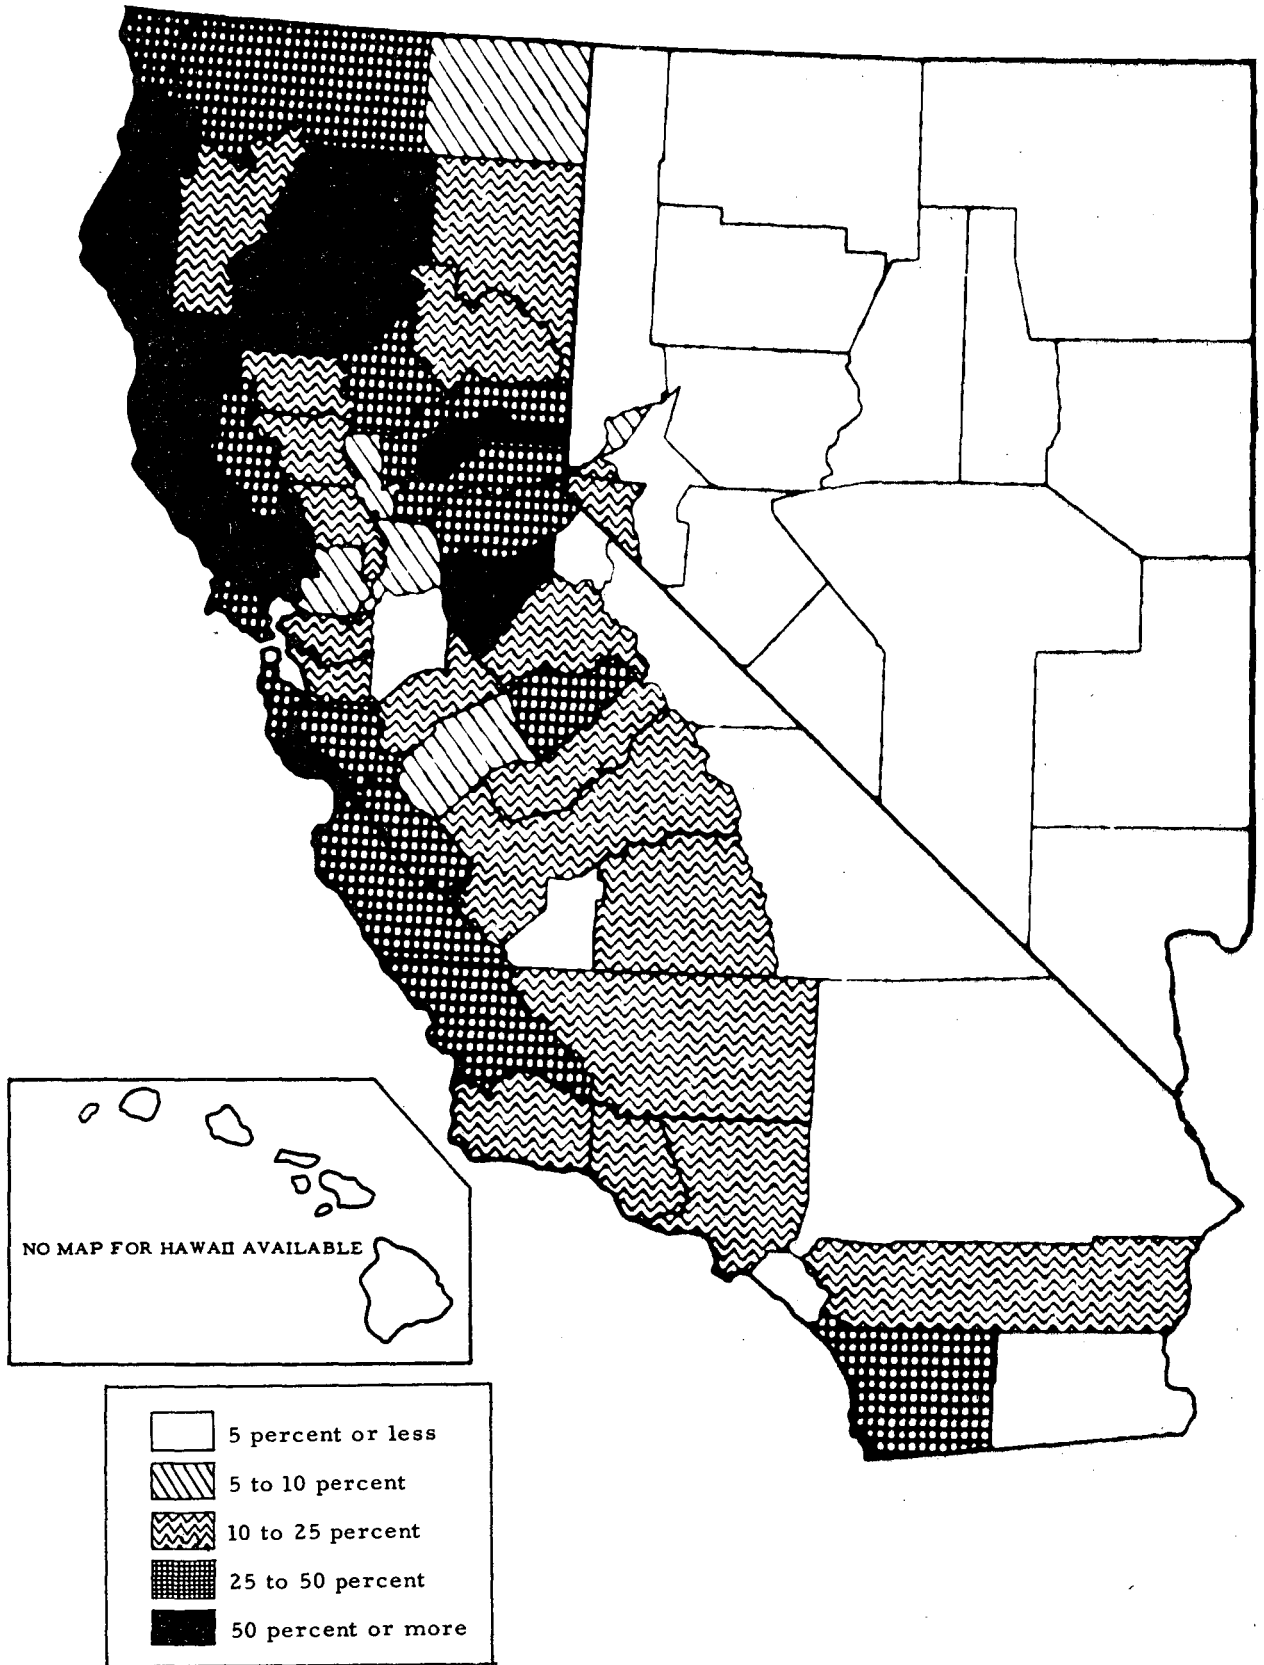 NO MAP FOR HAWAII AVAILABLE
5 percent or less
5 to 10 percent
10 to 25 percent
25 to 50 percent
50 percent or more